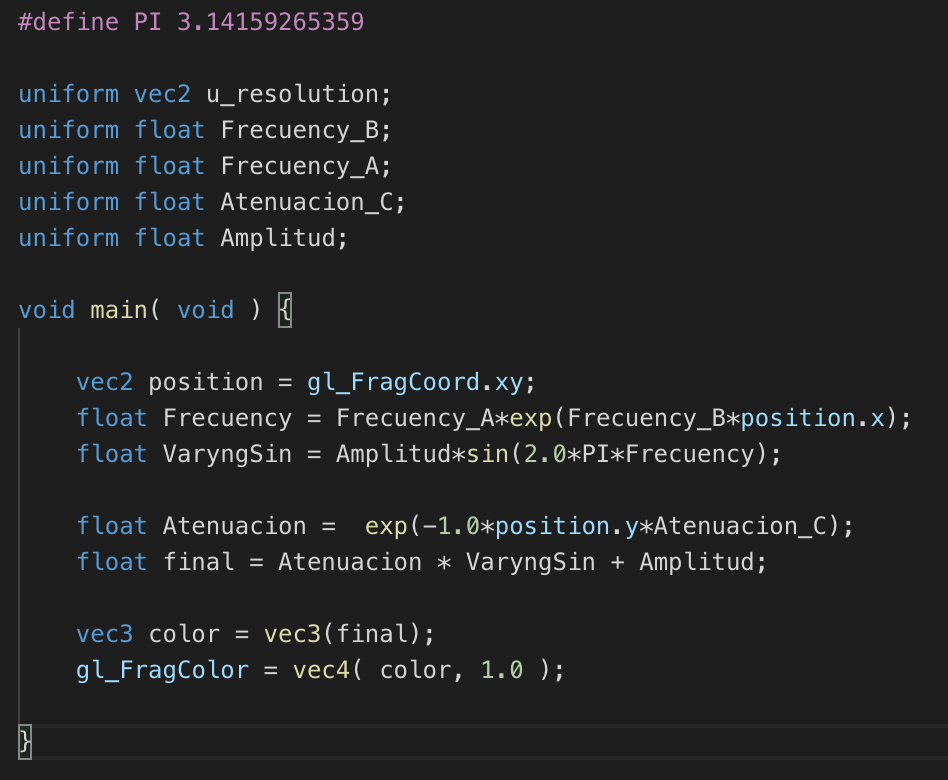 #define PI 3.14159265359
uniform vec2 u_resolution;
uniform float Frecuency_B;
uniform float Frecuency_A;
uniform float Atenuacion_C;
uniform float Amplitud;
void main( void ) {
vec2 position = gl_FragCoord.xy;
float Frecuency = Frecuency_A*exp(Frecuency_B*position.x);
float VaryngSin = Amplitud*sin(2.0*PI*Frecuency);
float Atenuacion =  exp(-1.0*position.y*Atenuacion_C);
float final = Atenuacion * VaryngSin + Amplitud;
vec3 color = vec3(final);
gl_FragColor = vec4( color, 1.0 );
}